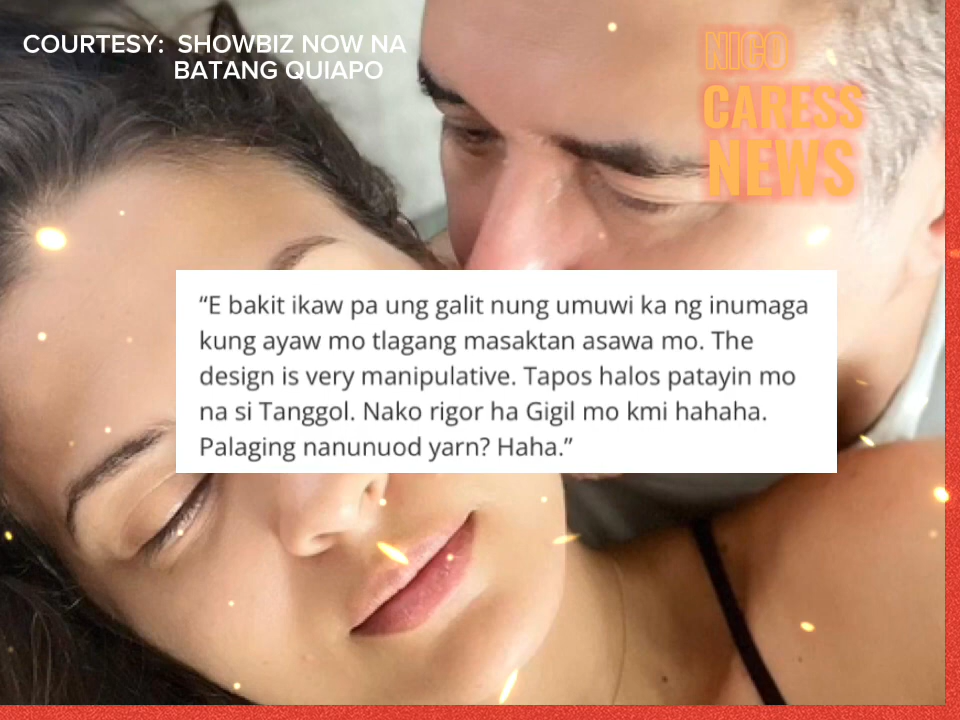 COURTESY: SHOWBIZ NOW NA
BATANG QUIAPO
NICO
CARESS
NEWS
“E bakit ikaw pa ung galit nung umuwi ka ng inumaga
kung ayaw mo tlagang masaktan asawa mo. The
design is very manipulative. Tapos halos patayin mo
na si Tanggol. Nako rigor ha Gigil mo kmi hahaha.
Palaging nanunuod yarn? Haha.”